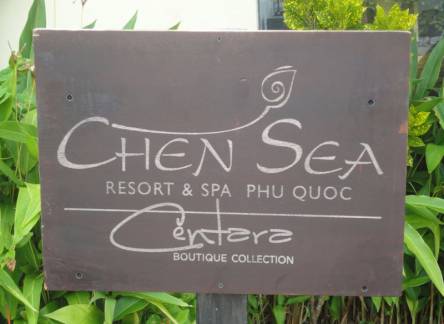 CHEN SEA
RESORT & SPA PHU QUOC
Centara
BOUTIQUE COLLECTION